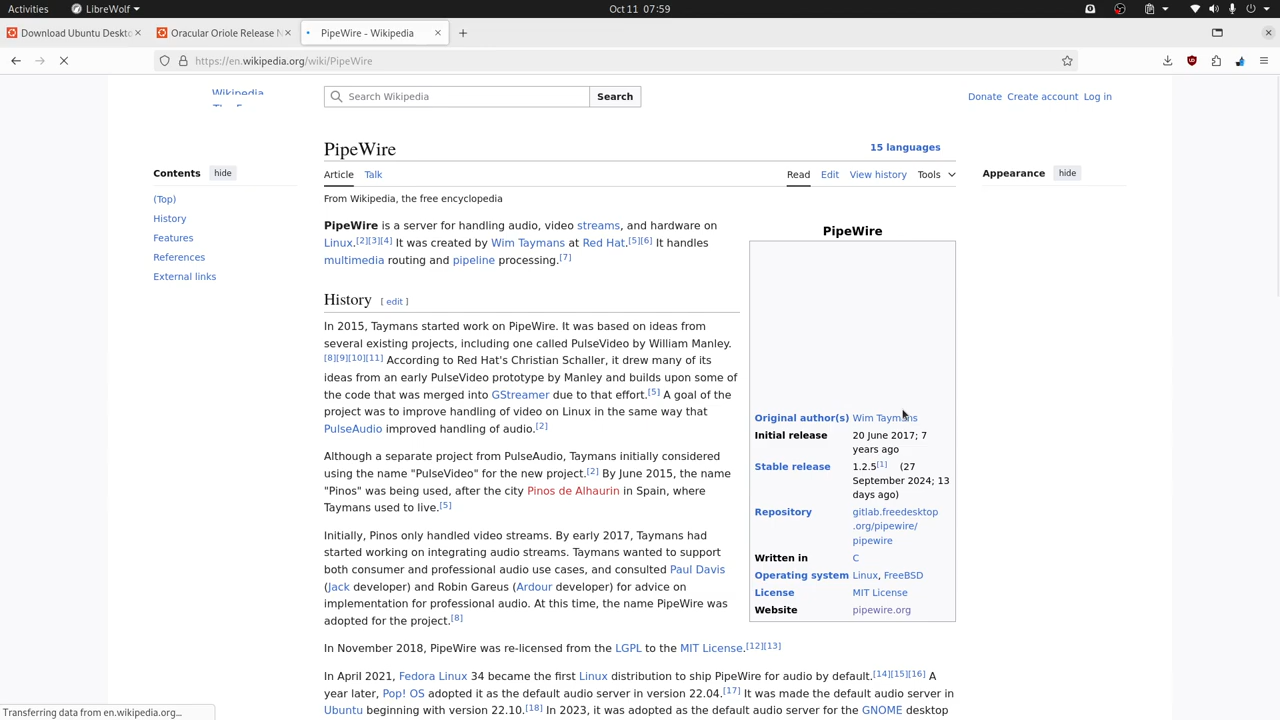 Activities
LibreWolf
Oct 11 07:59
Download Ubuntu Deskto
Oracular Oriole Release N
PipeWire - Wikipedia
https://en.wikipedia.org/wiki/PipeWire
Wikipedia
Search Wikipedia
Search
Donate
Create account
Log in
PipeWire
15 languages
Contents
hide
Article
Talk
Read
Edit
View history
Tools
Appearance
hide
From Wikipedia, the free encyclopedia
(Top)
History
Features
References
External links
PipeWire is a server for handling audio, video streams, and hardware on
Linux.[2][3][4] It was created by Wim Taymans at Red Hat.[5][6] It handles
multimedia routing and pipeline processing.[7]
History [ edit ]
In 2015, Taymans started work on PipeWire. It was based on ideas from
several existing projects, including one called PulseVideo by William Manley.
[8][9][10][11] According to Red Hat's Christian Schaller, it drew many of its
ideas from an early PulseVideo prototype by Manley and builds upon some of
the code that was merged into GStreamer due to that effort.[5] A goal of the
project was to improve handling of video on Linux in the same way that
PulseAudio improved handling of audio.[2]
Although a separate project from PulseAudio, Taymans initially considered
using the name "PulseVideo" for the new project.[2] By June 2015, the name
"Pinos" was being used, after the city Pinos de Alhaurin in Spain, where
Taymans used to live.[5]
Initially, Pinos only handled video streams. By early 2017, Taymans had
started working on integrating audio streams. Taymans wanted to support
both consumer and professional audio use cases, and consulted Paul Davis
(Jack developer) and Robin Gareus (Ardour developer) for advice on
implementation for professional audio. At this time, the name PipeWire was
adopted for the project.[8]
In November 2018, PipeWire was re-licensed from the LGPL to the MIT License.[12][13]
In April 2021, Fedora Linux 34 became the first Linux distribution to ship PipeWire for audio by default.[14][15][16] A
year later, Pop! OS adopted it as the default audio server in version 22.04.[17] It was made the default audio server in
Ubuntu beginning with version 22.10.[18] In 2023, it was adopted as the default audio server for the GNOME desktop
PipeWire
Original author(s) Wim Taymans
Initial release 20 June 2017; 7
years ago
Stable release 1.2.5[1] (27
September 2024; 13
days ago)
Repository gitlab.freedesktop
.org/pipewire/
pipewire
Written in C
Operating system Linux, FreeBSD
License MIT License
Website pipewire.org
Transferring data from en.wikipedia.org…